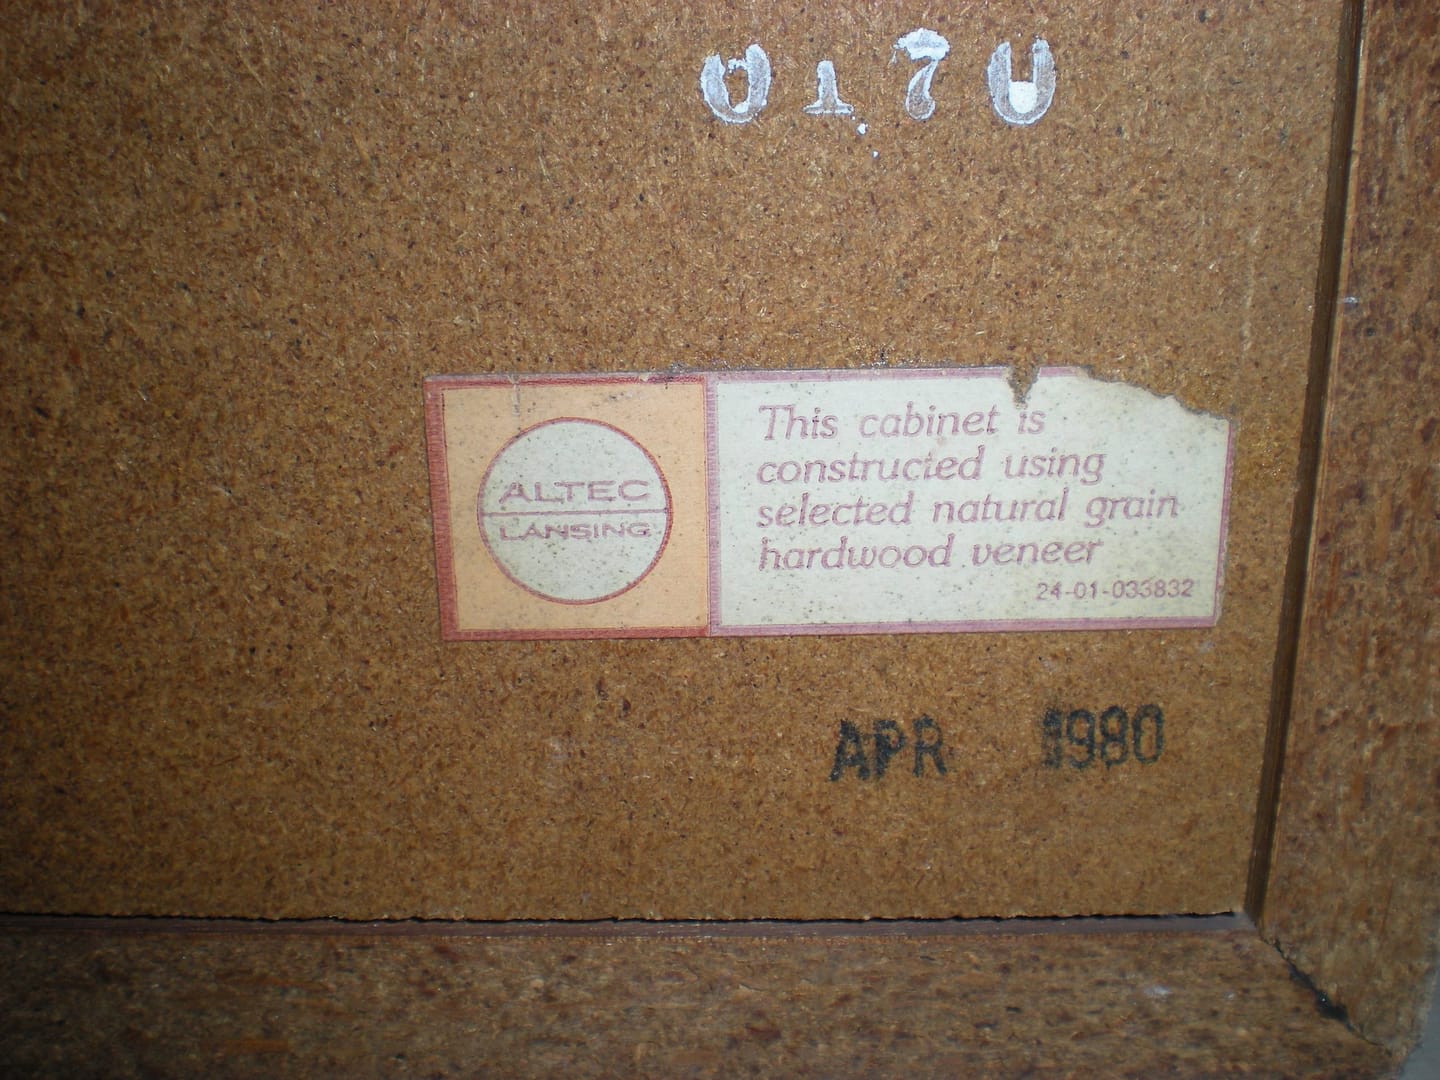 0170
ALTEC
LANSING
This cabinet is
constructed using
selected natural grain
hardwood veneer
24-01-033832
APR 1980